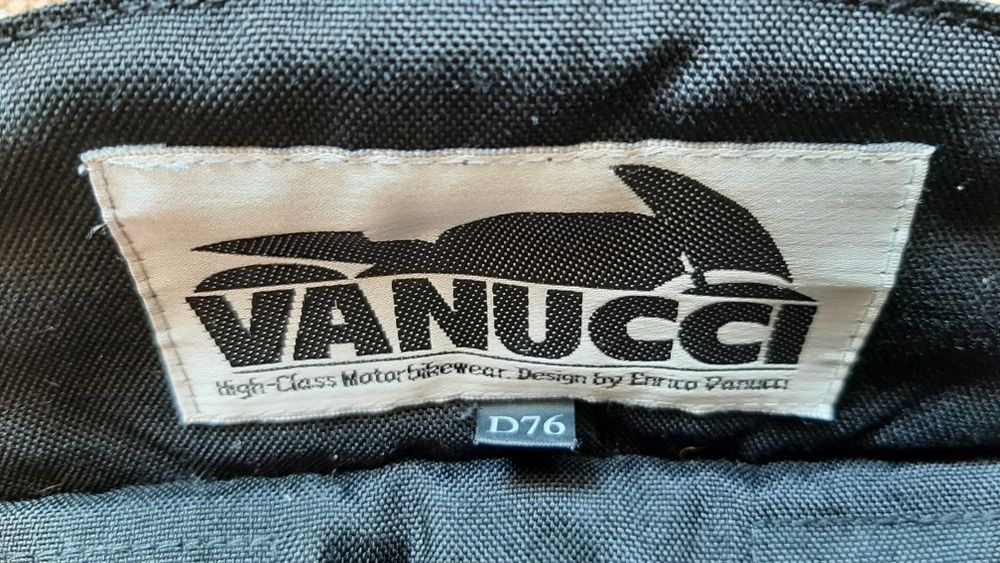 VANUCCI
High-Class Motorbikewear. Design by Enrico Vanucci
D76